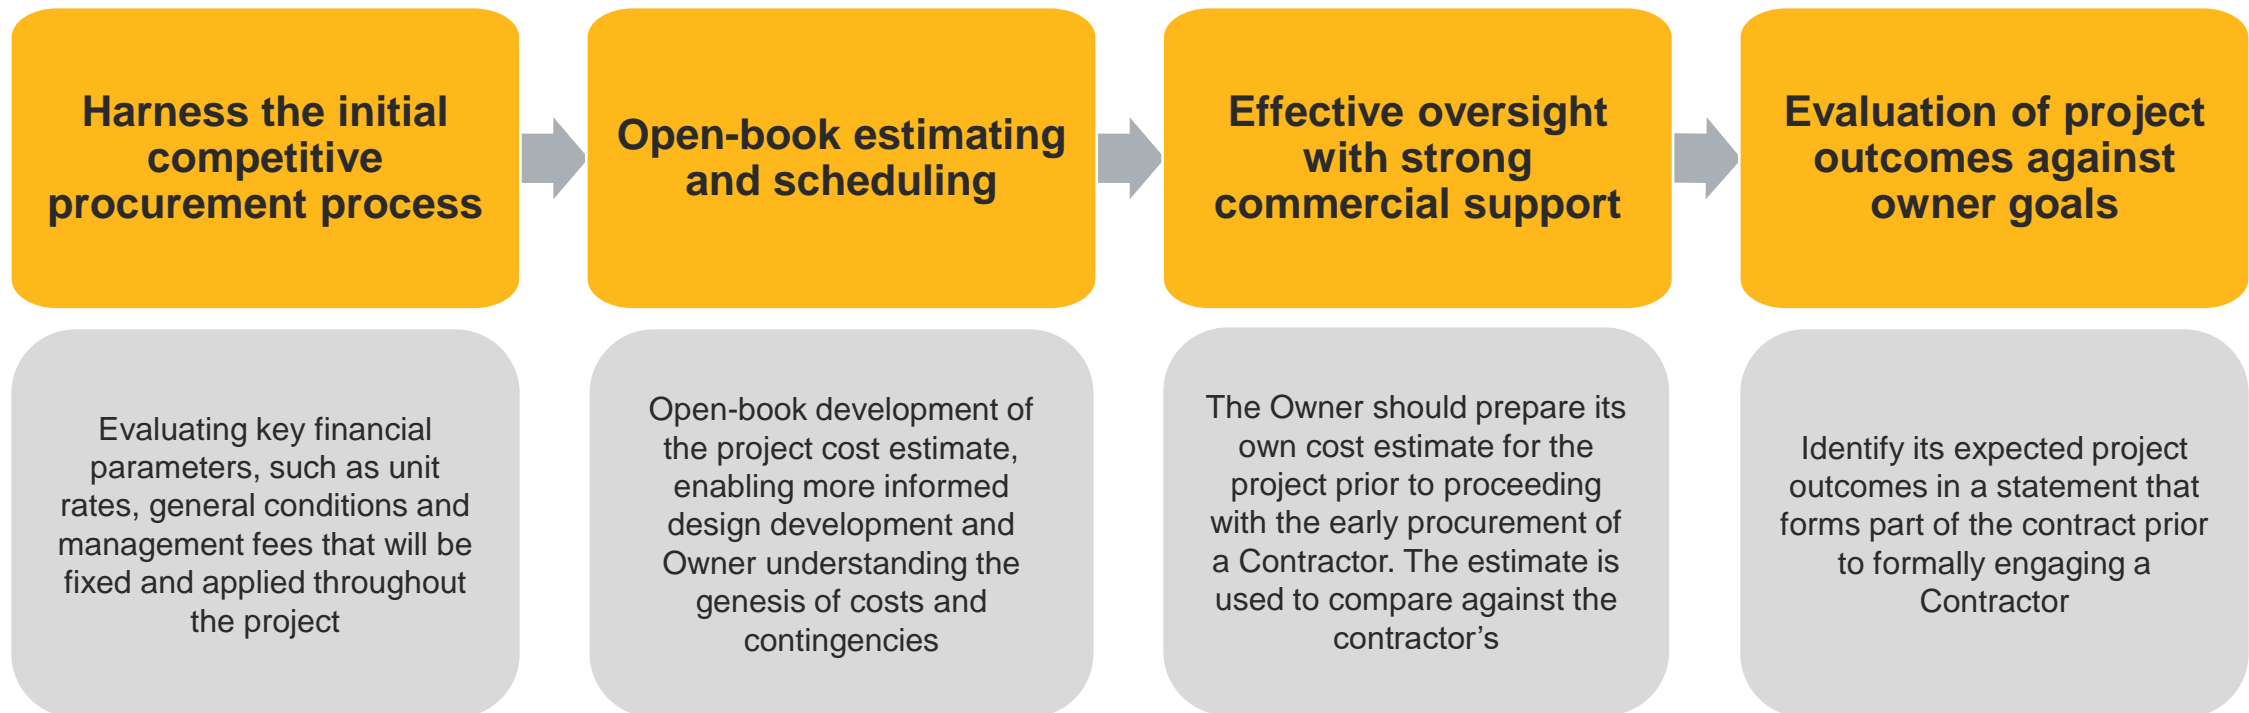 Harness the initial
competitive
procurement process
Open-book estimating
and scheduling
Effective oversight
with strong
commercial support
Evaluation of project
outcomes against
owner goals
Evaluating key financial
parameters, such as unit
rates, general conditions and
management fees that will be
fixed and applied throughout
the project
Open-book development of
the project cost estimate,
enabling more informed
design development and
Owner understanding the
genesis of costs and
contingencies
The Owner should prepare its
own cost estimate for the
project prior to proceeding
with the early procurement of
a Contractor. The estimate is
used to compare against the
contractor’s
Identify its expected project
outcomes in a statement that
forms part of the contract prior
to formally engaging a
Contractor